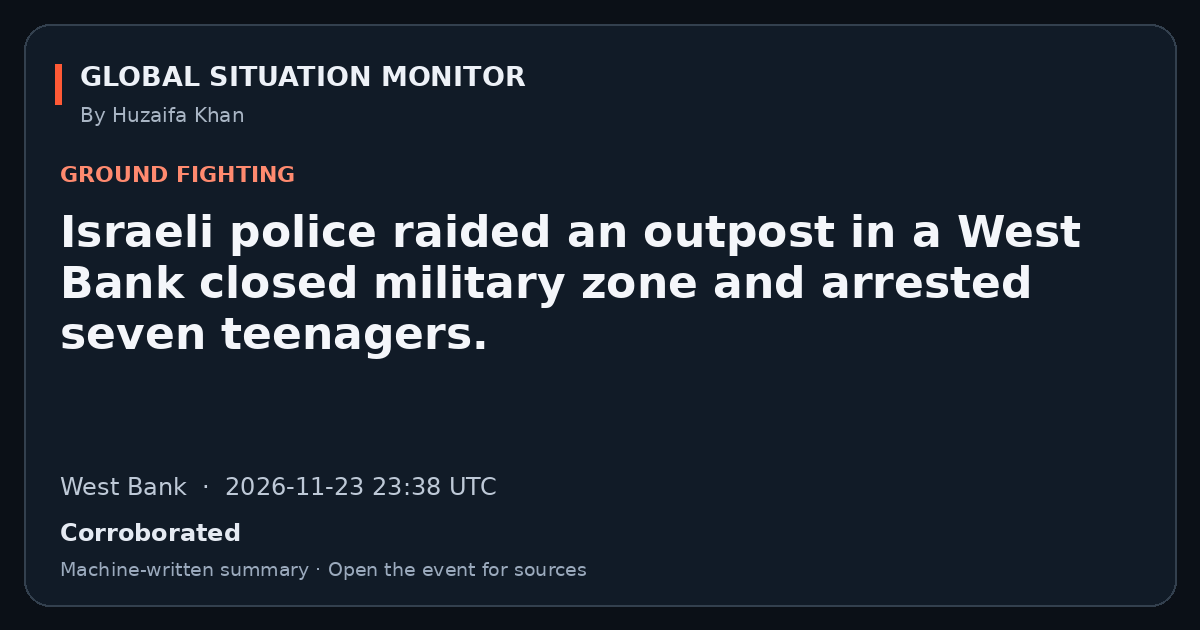 GLOBAL SITUATION MONITOR
By Huzaifa Khan
GROUND FIGHTING
Israeli police raided an outpost in a West
Bank closed military zone and arrested
seven teenagers.
West Bank · 2026-11-23 23:38 UTC
Corroborated
Machine-written summary · Open the event for sources